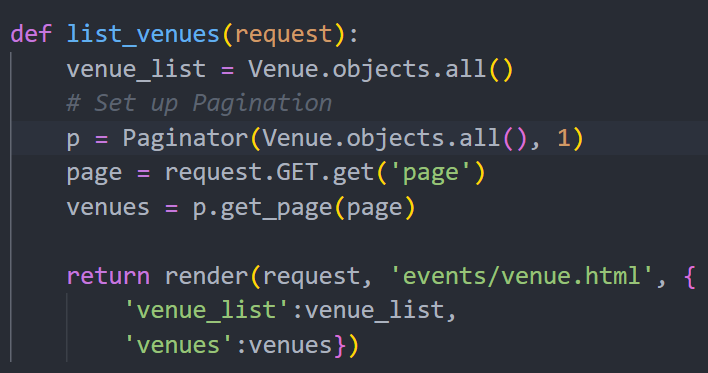 def list_venues(request):
    venue_list = Venue.objects.all()
    # Set up Pagination
    p = Paginator(Venue.objects.all(), 1)
    page = request.GET.get('page')
    venues = p.get_page(page)

    return render(request, 'events/venue.html', {
        'venue_list':venue_list,
        'venues':venues})